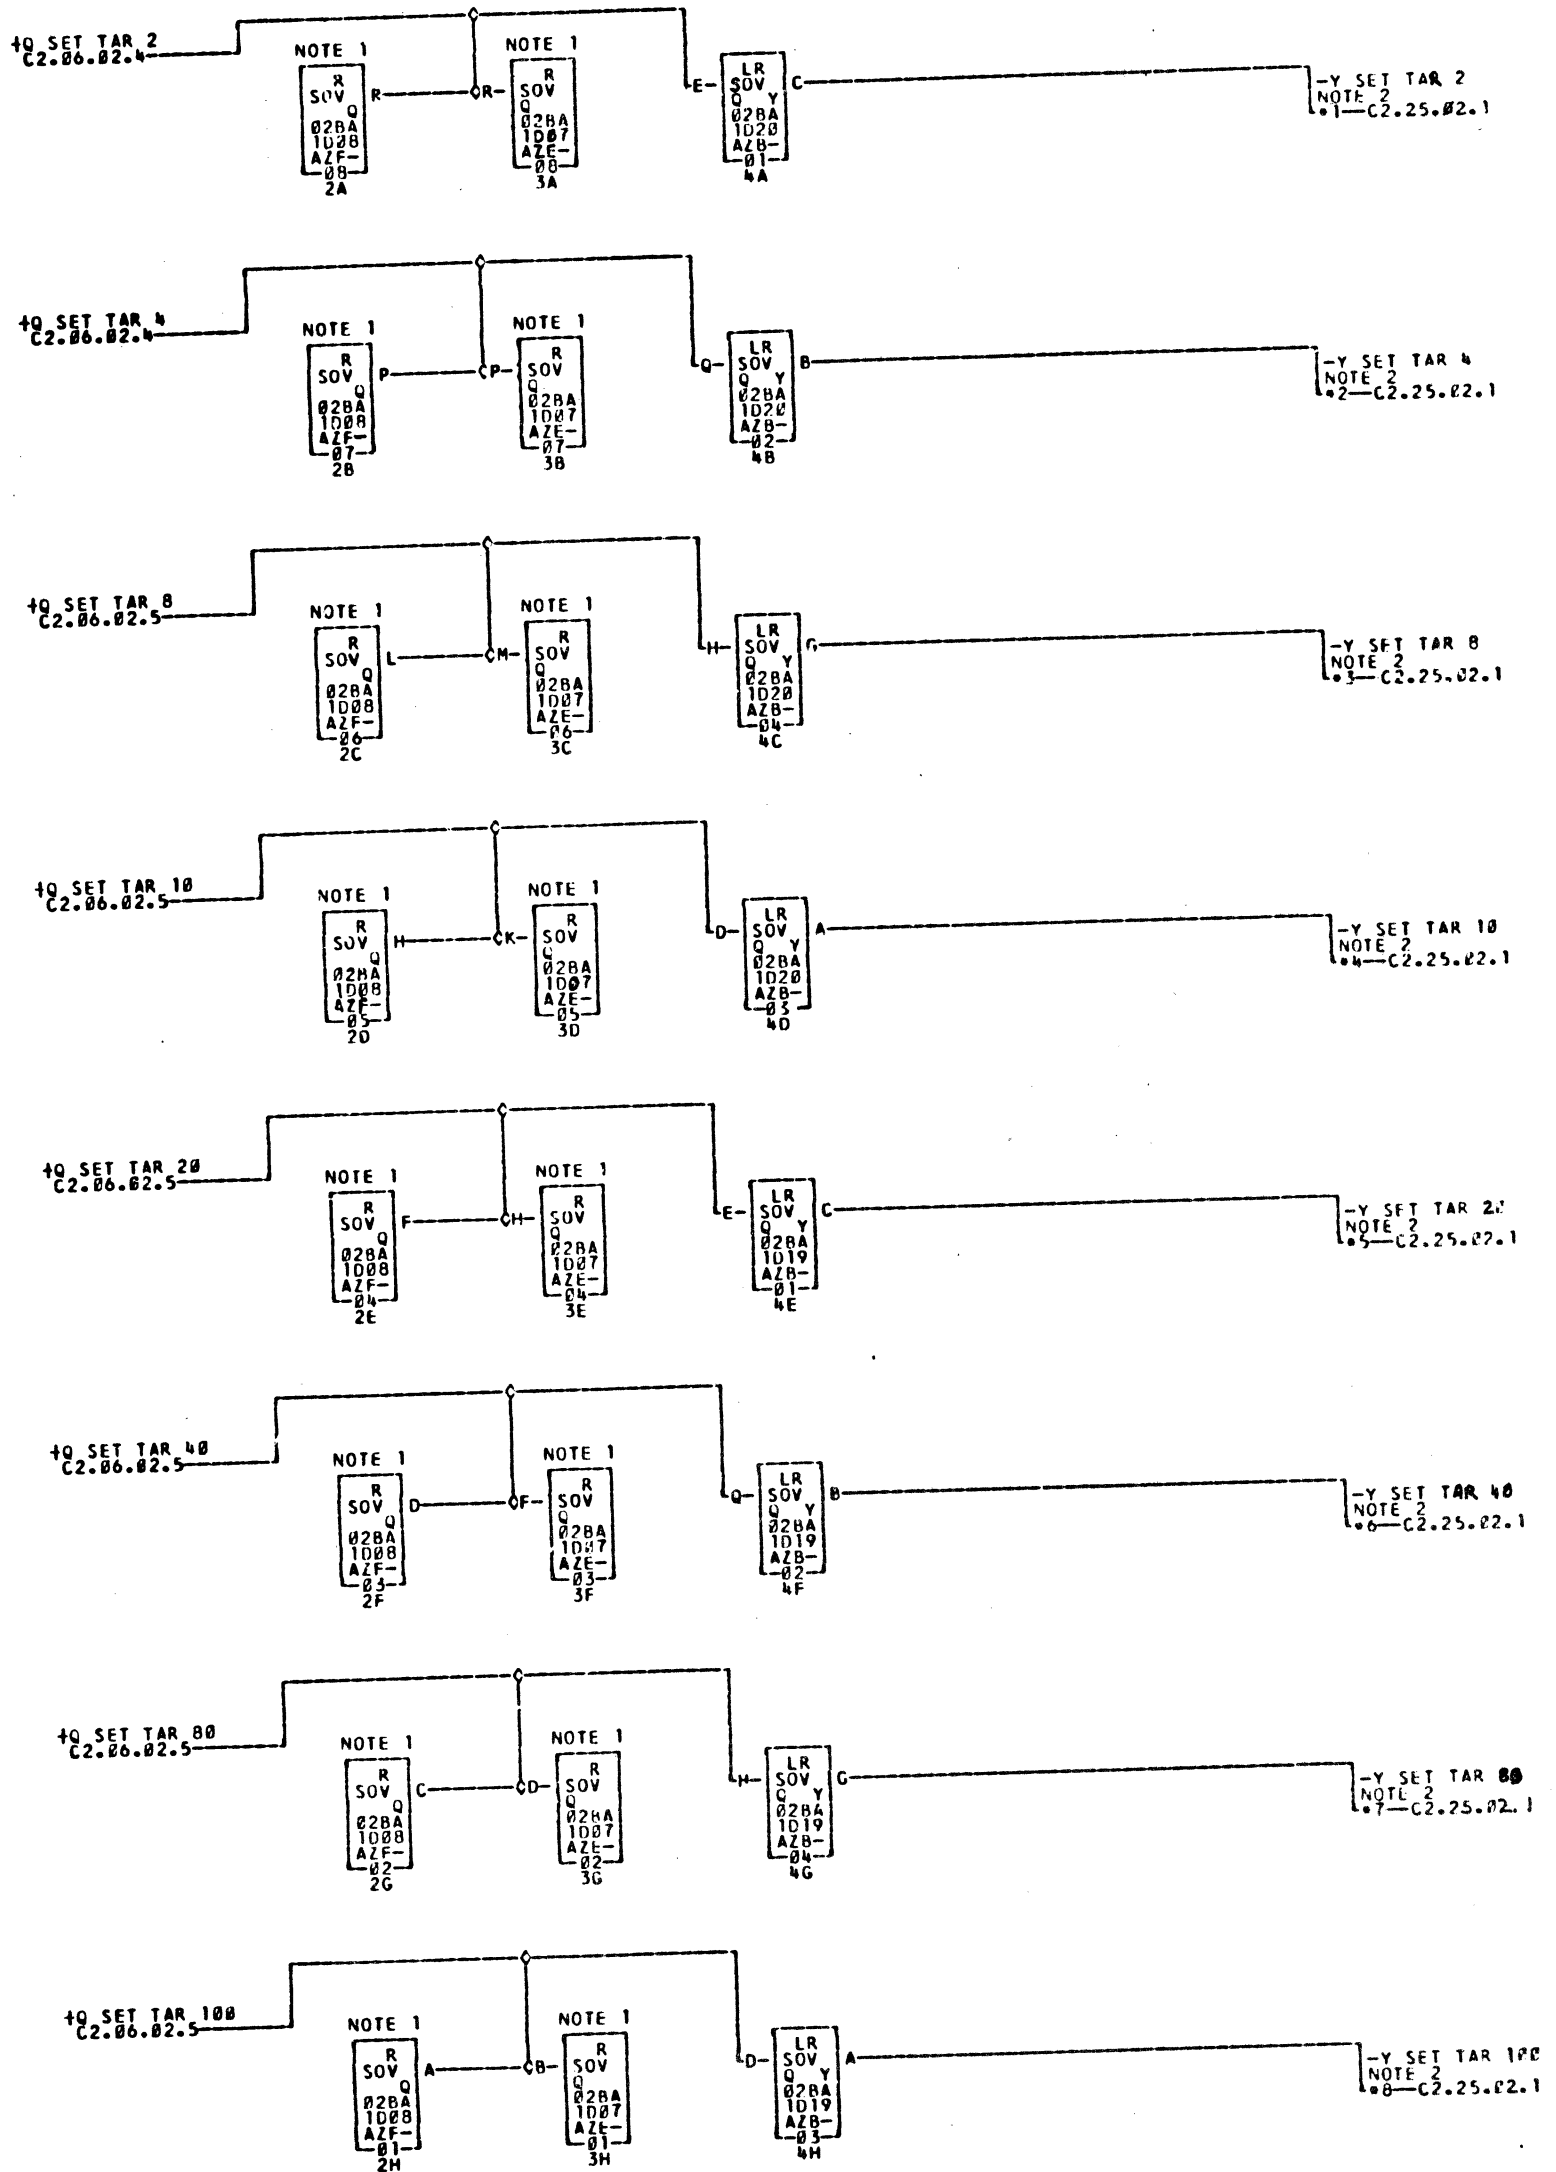 +Q SET TAR 2
C2.06.02.4
NOTE 1
R
SOV R
Q
02BA
1D08
AZF-
08
2A
NOTE 1
R
R- SOV
Q
02BA
1D07
AZE-
08
3A
LR
E- SOV C
Q Y
02BA
1D20
AZB-
01
4A
-Y SET TAR 2
NOTE 2
*1-C2.25.02.1
+Q SET TAR 4
C2.06.02.4
NOTE 1
R
SOV P
Q
02BA
1D08
AZF-
07
2B
NOTE 1
R
P- SOV
Q
02BA
1D07
AZE-
07
3B
LR
Q- SOV B
Q Y
02BA
1D20
AZB-
02
4B
-Y SET TAR 4
NOTE 2
*2-C2.25.02.1
+Q SET TAR 8
C2.06.02.5
NOTE 1
R
SOV L
Q
02BA
1D08
AZF-
06
2C
NOTE 1
R
M- SOV
Q
02BA
1D07
AZE-
06
3C
LR
H- SOV G
Q Y
02BA
1D20
AZB-
04
4C
-Y SET TAR 8
NOTE 2
*3-C2.25.02.1
+Q SET TAR 10
C2.06.02.5
NOTE 1
R
SOV H
Q
02BA
1D08
AZF-
05
2D
NOTE 1
R
K- SOV
Q
02BA
1D07
AZE-
05
3D
LR
D- SOV A
Q Y
02BA
1D20
AZB-
03
4D
-Y SET TAR 10
NOTE 2
*4-C2.25.02.1
+Q SET TAR 20
C2.06.02.5
NOTE 1
R
SOV F
Q
02BA
1D08
AZF-
04
2E
NOTE 1
R
H- SOV
Q
02BA
1D07
AZE-
04
3E
LR
E- SOV C
Q Y
02BA
1D19
AZB-
01
4E
-Y SET TAR 20
NOTE 2
*5-C2.25.02.1
+Q SET TAR 40
C2.06.02.5
NOTE 1
R
SOV D
Q
02BA
1D08
AZF-
03
2F
NOTE 1
R
F- SOV
Q
02BA
1D07
AZE-
03
3F
LR
Q- SOV B
Q Y
02BA
1D19
AZB-
02
4F
-Y SET TAR 40
NOTE 2
*6-C2.25.02.1
+Q SET TAR 80
C2.06.02.5
NOTE 1
R
SOV C
Q
02BA
1D08
AZF-
02
2G
NOTE 1
R
D- SOV
Q
02BA
1D07
AZE-
02
3G
LR
H- SOV G
Q Y
02BA
1D19
AZB-
04
4G
-Y SET TAR 80
NOTE 2
*7-C2.25.02.1
+Q SET TAR 100
C2.06.02.5
NOTE 1
R
SOV A
Q
02BA
1D08
AZF-
01
2H
NOTE 1
R
B- SOV
Q
02BA
1D07
AZE-
01
3H
LR
D- SOV A
Q Y
02BA
1D19
AZB-
03
4H
-Y SET TAR 100
NOTE 2
*8-C2.25.02.1